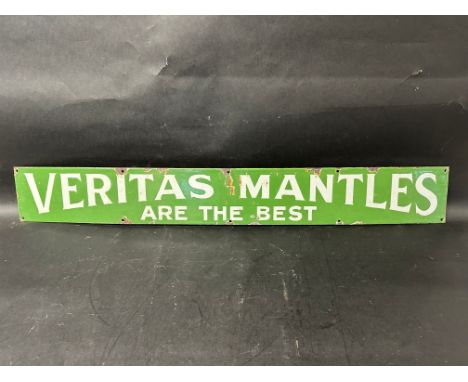 VERITAS MANTLES
ARE THE BEST